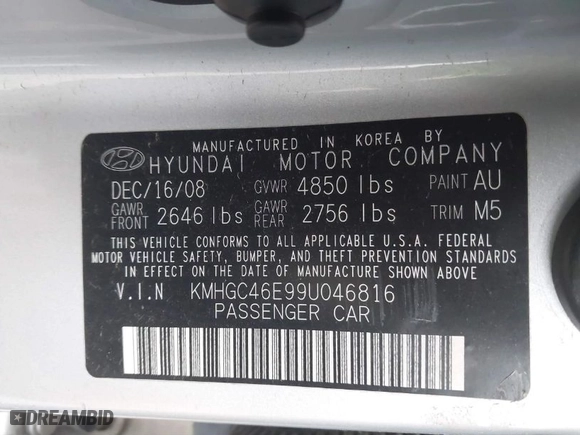 MANUFACTURED IN KOREA BY
HYUNDAI MOTOR COMPANY
DEC/16/08 GVWR 4850 lbs PAINT AU
GAWR FRONT 2646 lbs GAWR REAR 2756 lbs TRIM M5
THIS VEHICLE CONFORMS TO ALL APPLICABLE U.S.A. FEDERAL
MOTOR VEHICLE SAFETY, BUMPER, AND THEFT PREVENTION STANDARDS
IN EFFECT ON THE DATE OF MANUFACTURE SHOWN ABOVE
V.I.N KMHGC46E99U046816
PASSENGER CAR
DREAMBID